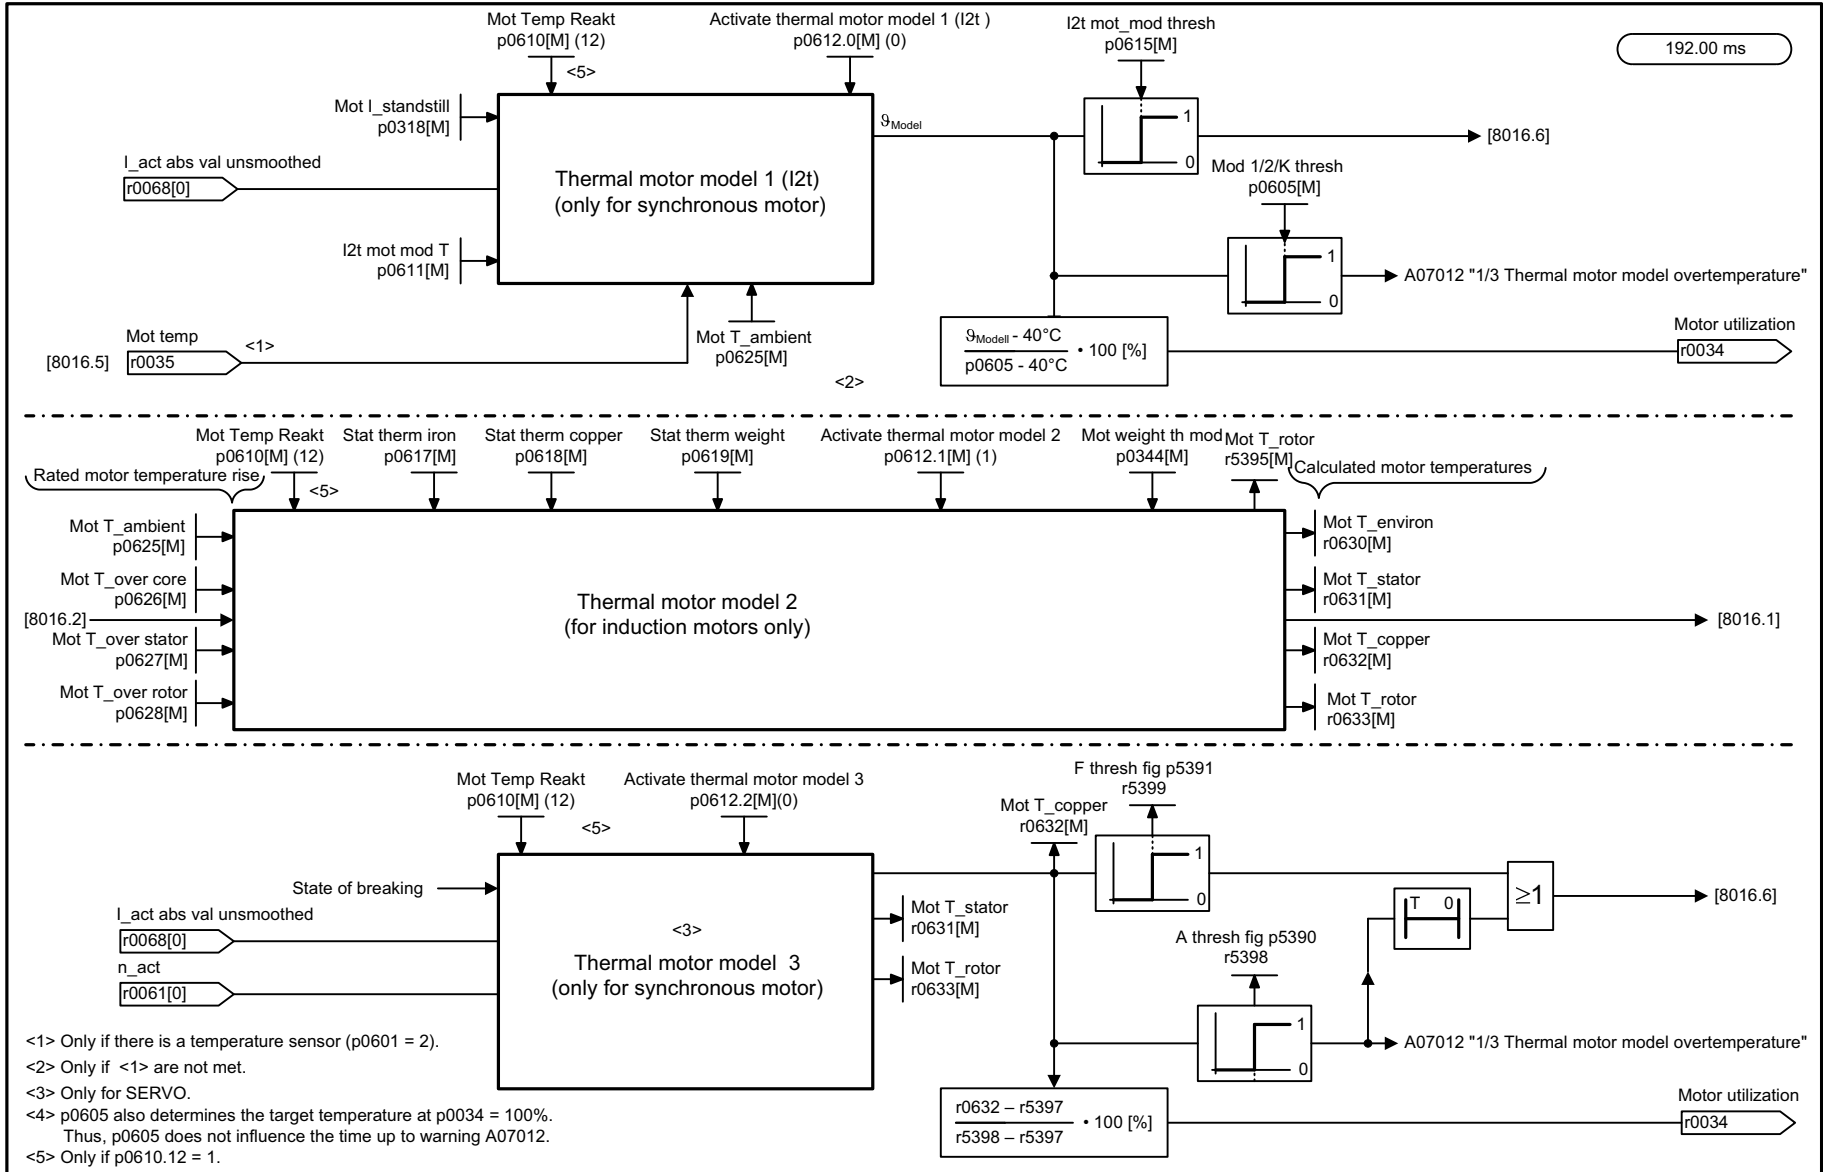 Mot Temp Reakt
p0610[M] (12)
<5>
Activate thermal motor model 1 (I2t )
p0612.0[M] (0)
I2t mot_mod thresh
p0615[M]
192.00 ms
Mot I_standstill
p0318[M]
I_act abs val unsmoothed
r0068[0]
I2t mot mod T
p0611[M]
Thermal motor model 1 (I2t)
(only for synchronous motor)
ϑModel
1
0
[8016.6]
Mod 1/2/K thresh
p0605[M]
1
0
A07012 "1/3 Thermal motor model overtemperature"
[8016.5]
Mot temp
r0035
<1>
Mot T_ambient
p0625[M]
<2>
ϑModell - 40°C
p0605 - 40°C
• 100 [%]
Motor utilization
r0034
Mot Temp Reakt
p0610[M] (12)
<5>
Stat therm iron
p0617[M]
Stat therm copper
p0618[M]
Stat therm weight
p0619[M]
Activate thermal motor model 2
p0612.1[M] (1)
Mot weight th mod
p0344[M]
Mot T_rotor
r5395[M]
Rated motor temperature rise
Calculated motor temperatures
Mot T_ambient
p0625[M]
Mot T_over core
p0626[M]
[8016.2]
Mot T_over stator
p0627[M]
Mot T_over rotor
p0628[M]
Thermal motor model 2
(for induction motors only)
Mot T_environ
r0630[M]
Mot T_stator
r0631[M]
[8016.1]
Mot T_copper
r0632[M]
Mot T_rotor
r0633[M]
Mot Temp Reakt
p0610[M] (12)
<5>
Activate thermal motor model 3
p0612.2[M](0)
State of breaking
I_act abs val unsmoothed
r0068[0]
n_act
r0061[0]
<3>
Thermal motor model 3
(only for synchronous motor)
Mot T_stator
r0631[M]
Mot T_rotor
r0633[M]
Mot T_copper
r0632[M]
F thresh fig p5391
r5399
1
0
A thresh fig p5390
r5398
1
0
T 0
≥1
[8016.6]
A07012 "1/3 Thermal motor model overtemperature"
r0632 – r5397
r5398 – r5397
• 100 [%]
Motor utilization
r0034
<1> Only if there is a temperature sensor (p0601 = 2).
<2> Only if <1> are not met.
<3> Only for SERVO.
<4> p0605 also determines the target temperature at p0034 = 100%.
Thus, p0605 does not influence the time up to warning A07012.
<5> Only if p0610.12 = 1.